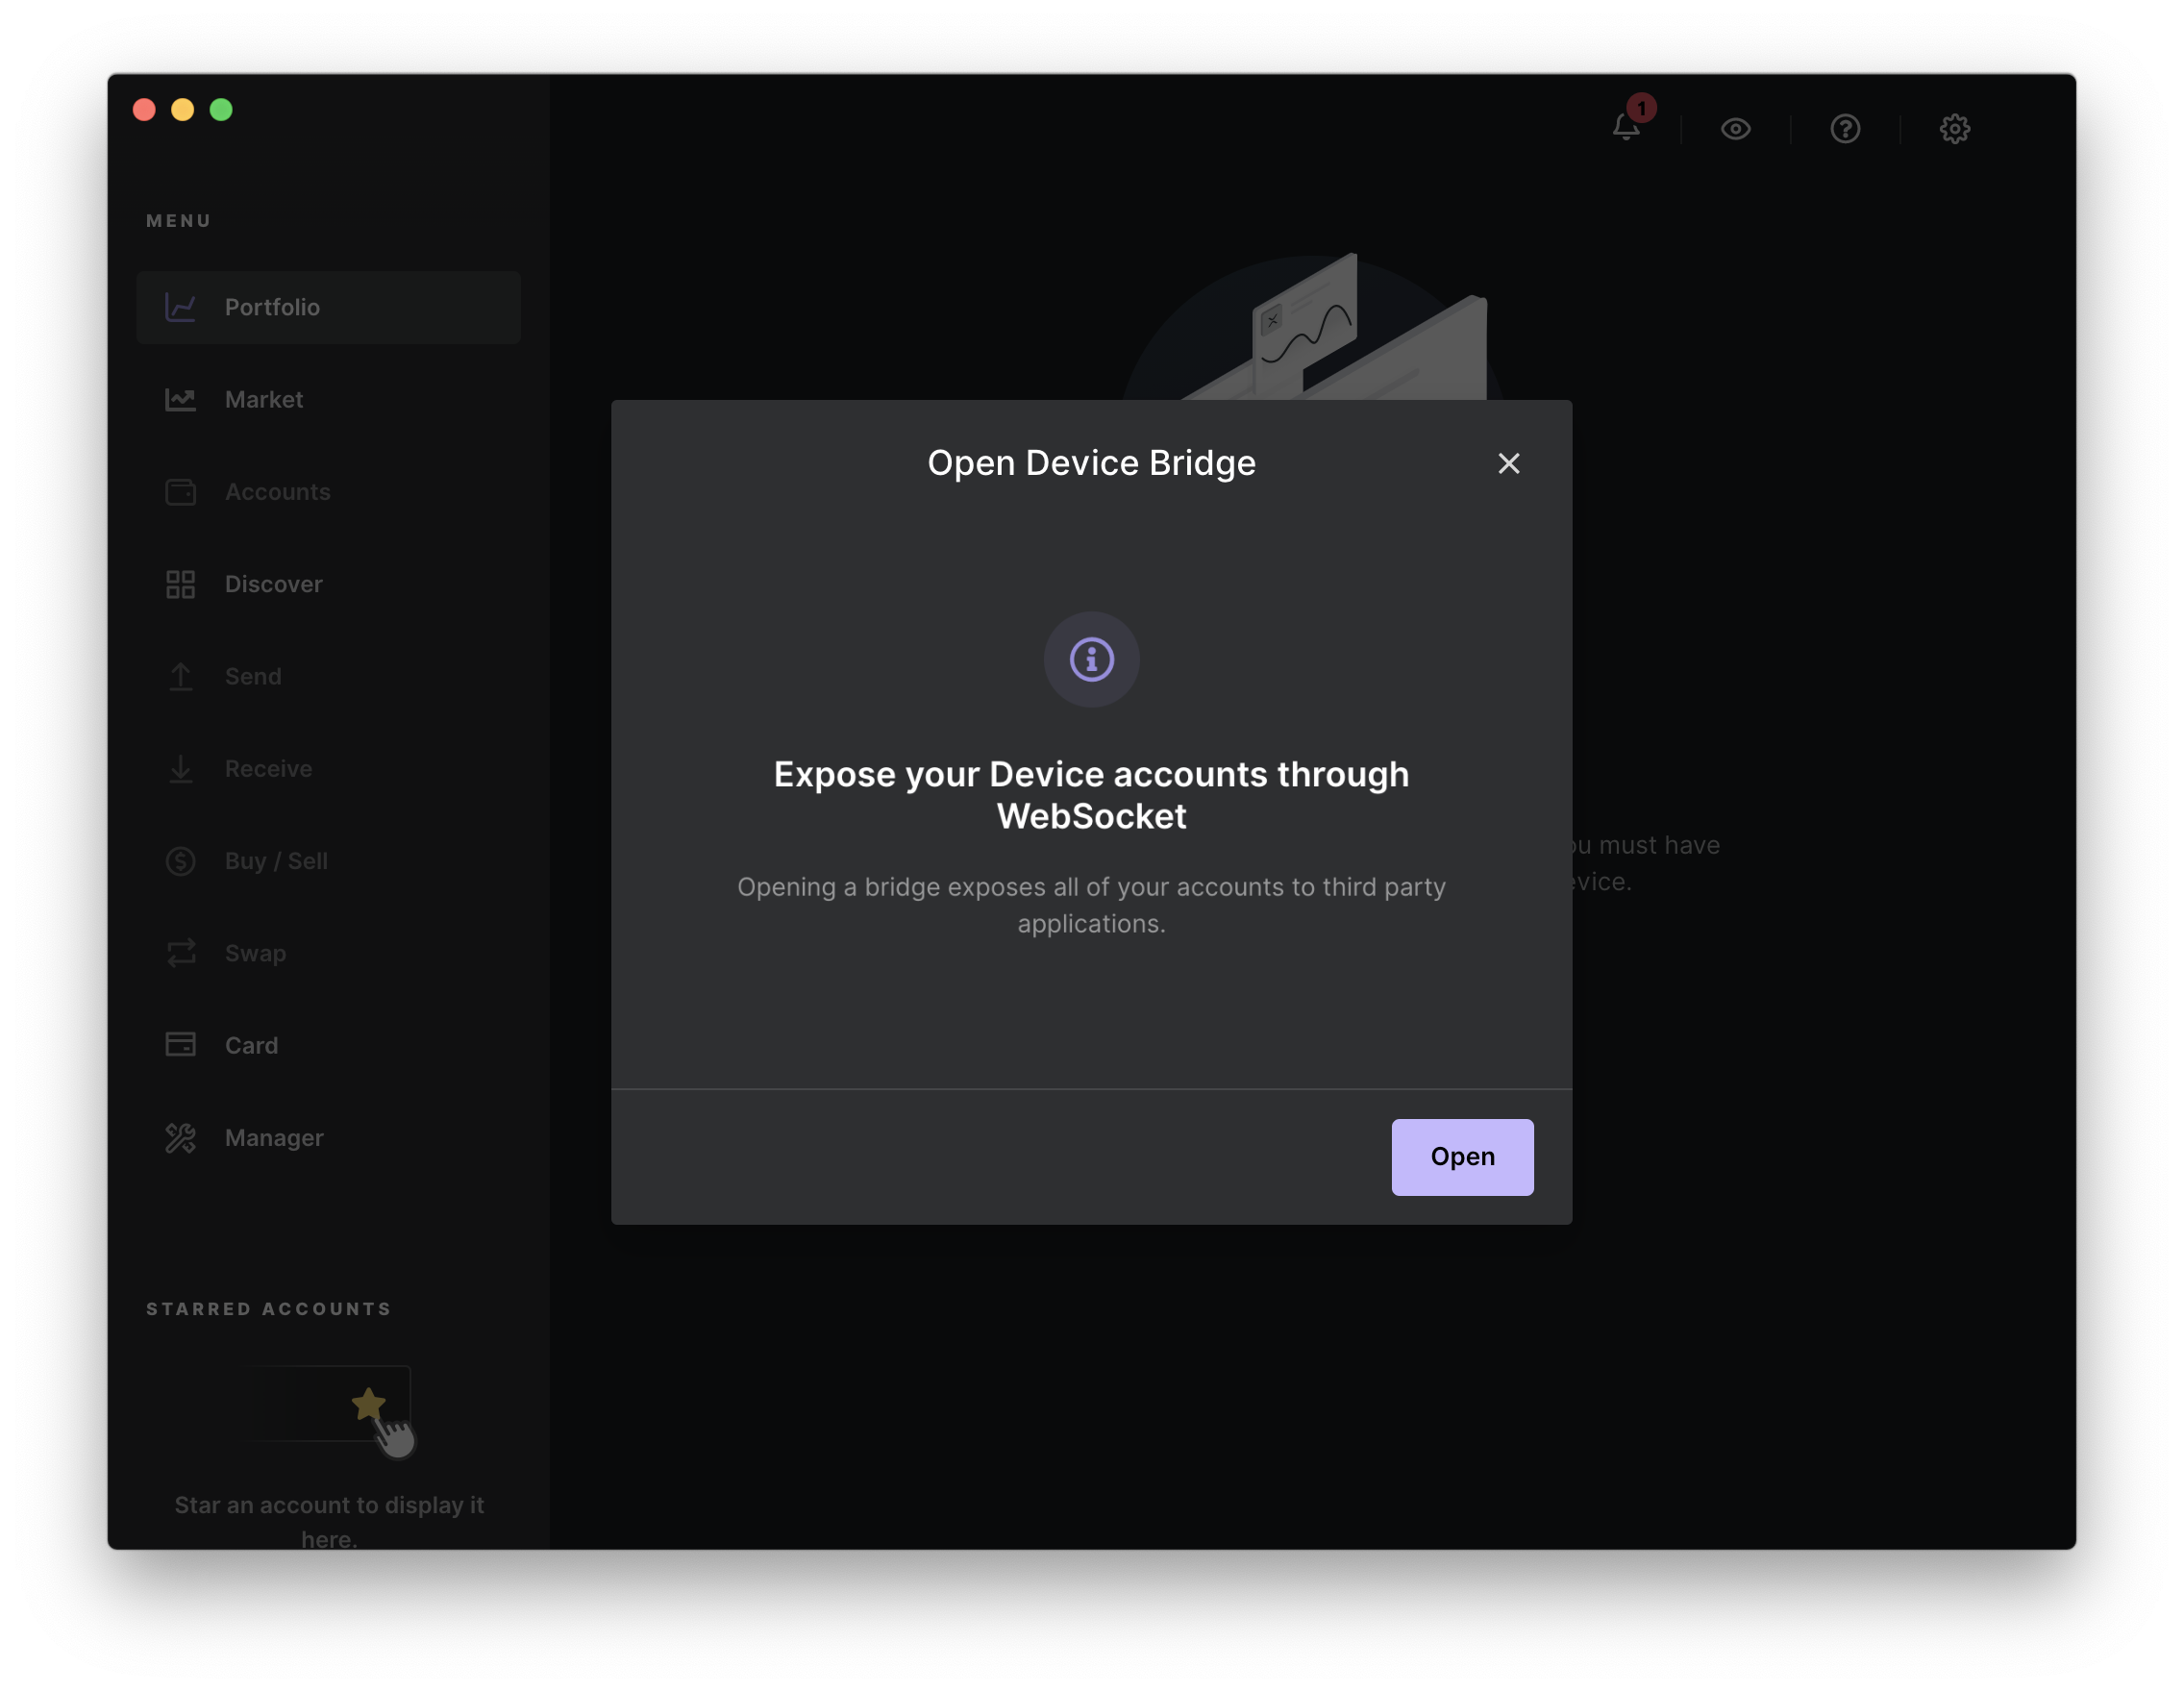 1
MENU
Portfolio
Market
Accounts
Discover
Send
Receive
Buy / Sell
Swap
Card
Manager
STARRED ACCOUNTS
Star an account to display it
here.
Open Device Bridge
Expose your Device accounts through
WebSocket
Opening a bridge exposes all of your accounts to third party
applications.
Open
must have